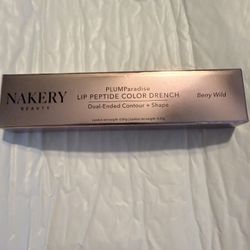 NAKERY
BEAUTY
PLUMParadise
LIP PEPTIDE COLOR DRENCH
Dual-Ended Contour + Shape
Berry Wild